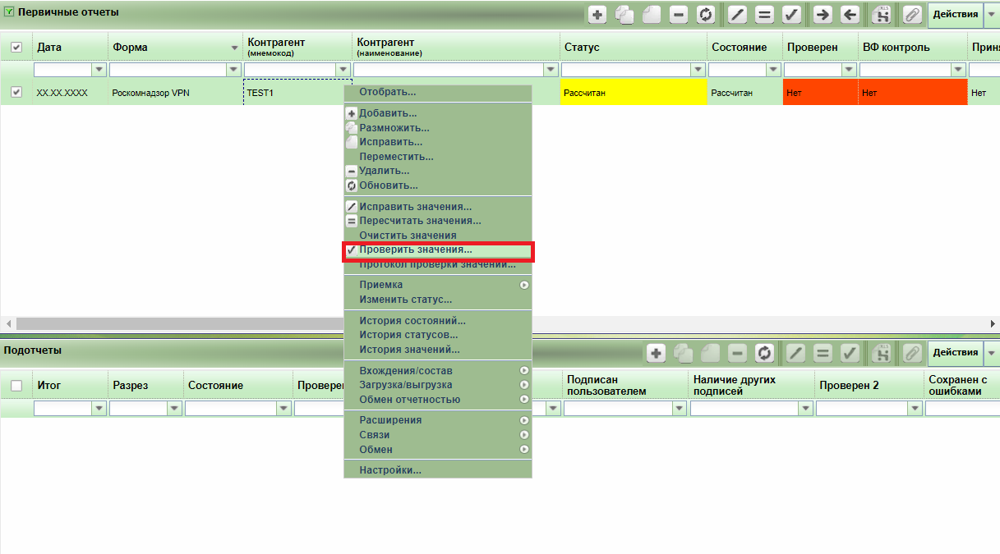 Первичные отчеты
Действия
Дата
Форма
Контрагент
(мнемокод)
Контрагент
(наименование)
Статус
Состояние
Проверен
ВФ контроль
Приня
XX.XX.XXXX
Роскомнадзор VPN
TEST1
Рассчитан
Рассчитан
Нет
Нет
Нет
Отобрать...
Добавить...
Размножить...
Исправить...
Переместить...
Удалить...
Обновить...
Исправить значения...
Пересчитать значения...
Очистить значения
Проверить значения...
Протокол проверки значений...
Приемка
Изменить статус...
История состояний...
История статусов...
История значений...
Вхождения/состав
Загрузка/выгрузка
Обмен отчетностью
Расширения
Связи
Обмен
Настройки...
Подотчеты
Действия
Итог
Разрез
Состояние
Проверен
Подписан
пользователем
Наличие других
подписей
Проверен 2
Сохранен с
ошибками